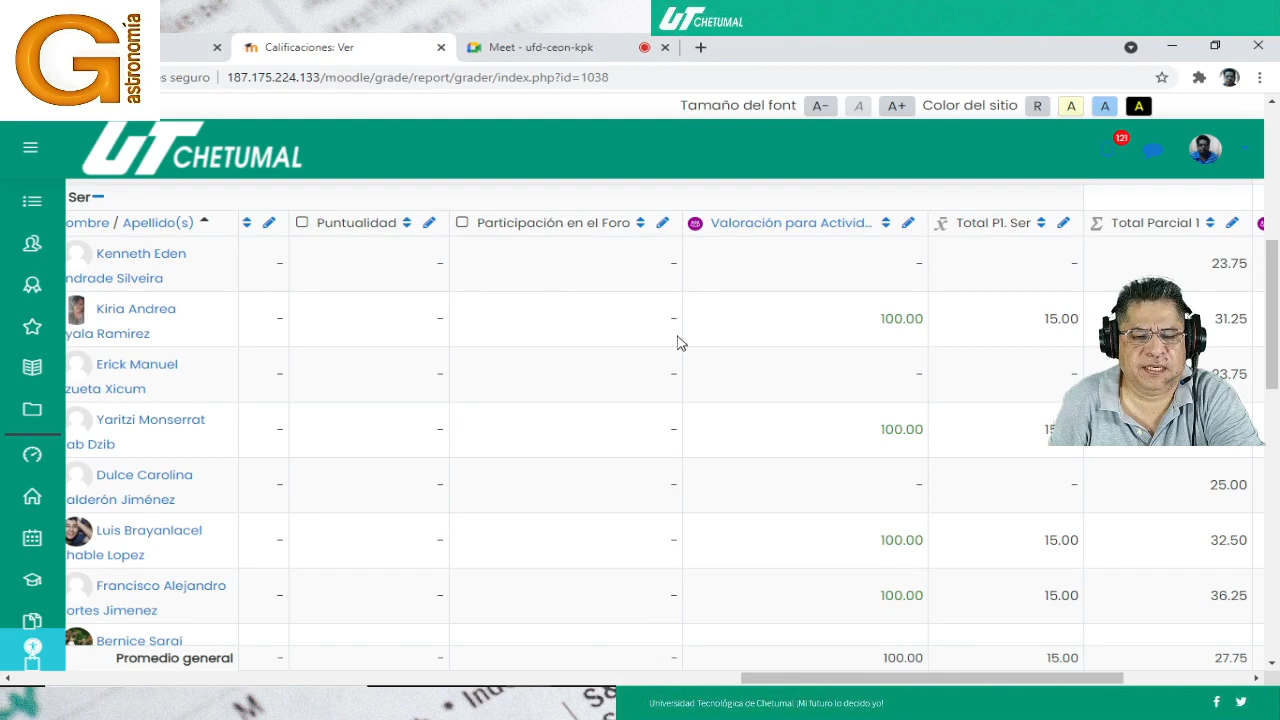 G
astronomía
UT CHETUMAL
Calificaciones: Ver
Meet - ufd-ceon-kpk
es seguro
187.175.224.133/moodle/grade/report/grader/index.php?id=1038
Tamaño del font A- A A+ Color del sitio R A A A
UT CHETUMAL
121
Ser
ombre / Apellido(s) Puntualidad Participación en el Foro Valoración para Activid... Total P1. Ser Total Parcial 1
Kenneth Eden
ndrade Silveira
- - - - - 23.75
Kiria Andrea
yala Ramirez
- - - 100.00 15.00 31.25
Erick Manuel
zueta Xicum
- - - - - 23.75
Yaritzi Monserrat
ab Dzib
- - - 100.00
Dulce Carolina
alderón Jiménez
- - - - - 25.00
Luis Brayanlacel
hable Lopez
- - - 100.00 15.00 32.50
Francisco Alejandro
ortes Jimenez
- - - 100.00 15.00 36.25
Bernice Saraí
Promedio general - - - 100.00 15.00 27.75
Universidad Tecnológica de Chetumal ¡Mi futuro lo decido yo!